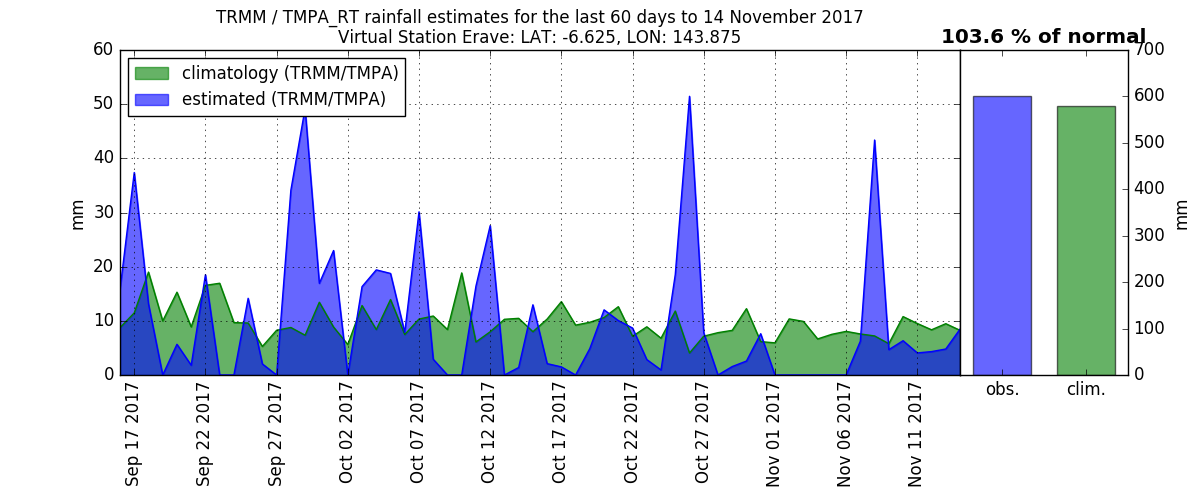 TRMM / TMPA_RT rainfall estimates for the last 60 days to 14 November 2017
Virtual Station Erave: LAT: -6.625, LON: 143.875
103.6 % of normal
climatology (TRMM/TMPA)
estimated (TRMM/TMPA)
mm
60
50
40
30
20
10
0
Sep 17 2017
Sep 22 2017
Sep 27 2017
Oct 02 2017
Oct 07 2017
Oct 12 2017
Oct 17 2017
Oct 22 2017
Oct 27 2017
Nov 01 2017
Nov 06 2017
Nov 11 2017
obs.
clim.
700
600
500
400
300
200
100
0
mm